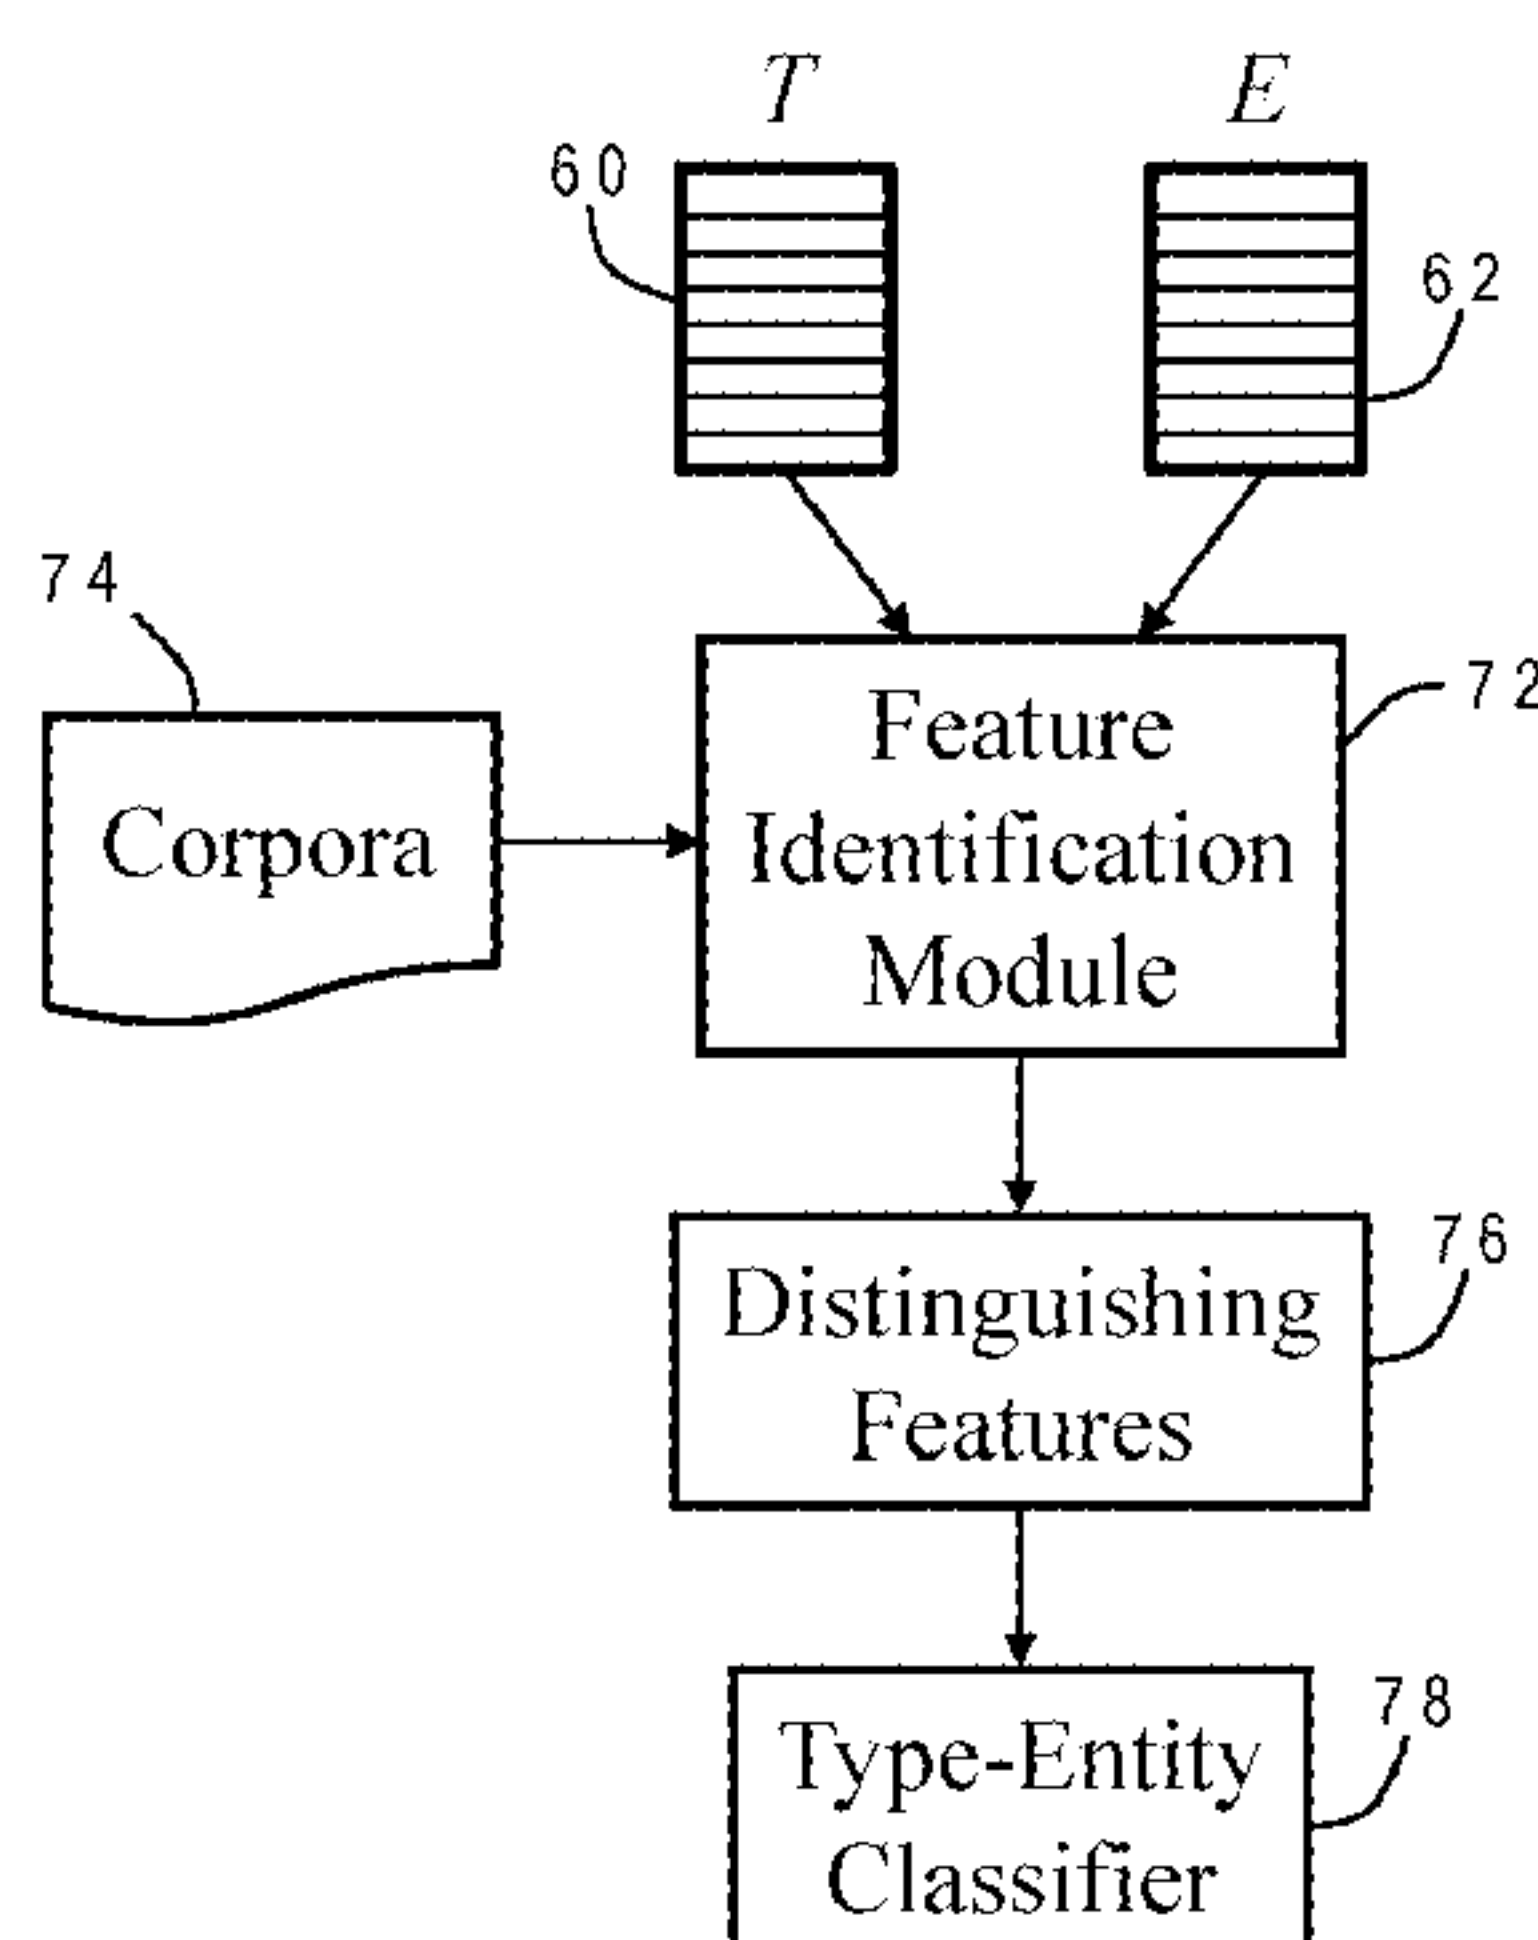 T
E
60
62
74
72
Corpora
Feature
Identification
Module
76
Distinguishing
Features
78
Type-Entity
Classifier